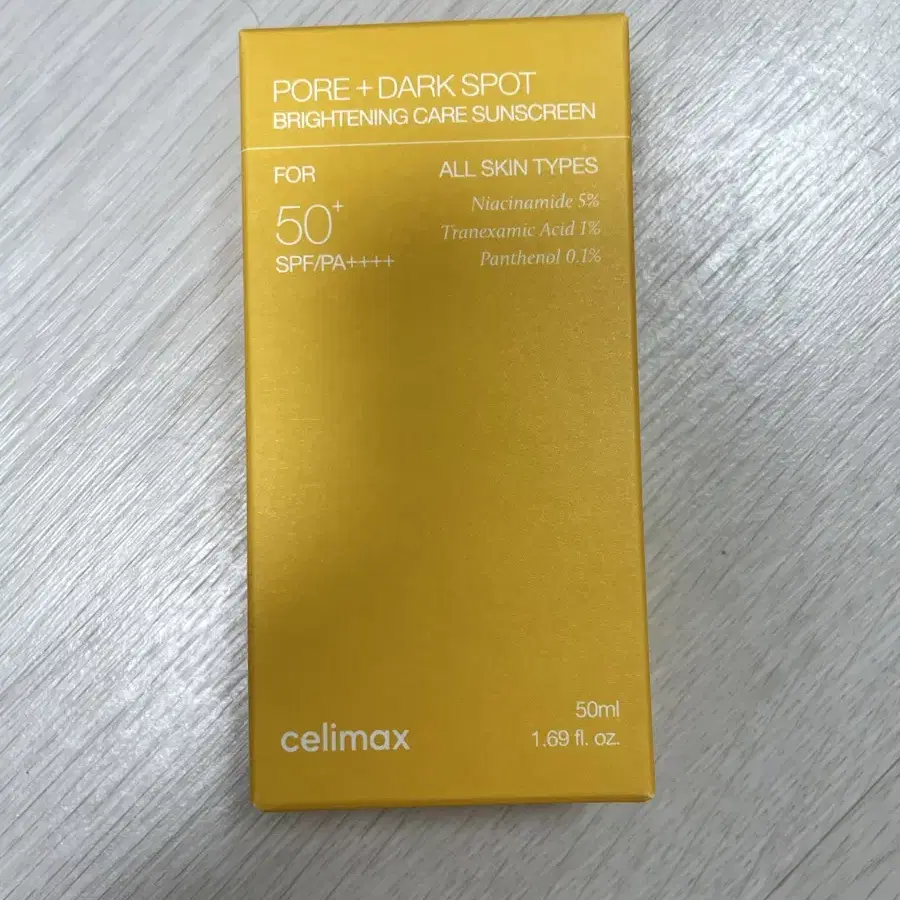 PORE + DARK SPOT
BRIGHTENING CARE SUNSCREEN
FOR
50+
SPF/PA++++
ALL SKIN TYPES
Niacinamide 5%
Tranexamic Acid 1%
Panthenol 0.1%
celimax
50ml
1.69 fl. oz.